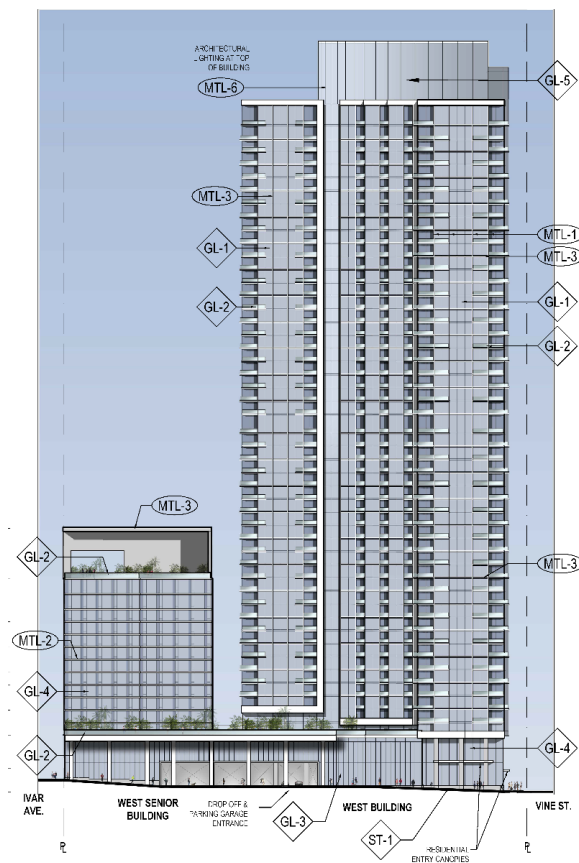 ARCHITECTURAL
LIGHTING AT TOP
OF BUILDING
GL-5
MTL-6
MTL-3
MTL-1
GL-1
MTL-3
GL-2
GL-1
GL-2
MTL-3
GL-2
MTL-3
MTL-2
GL-4
GL-2
GL-4
IVAR
AVE.
WEST SENIOR
BUILDING
DROP OFF &
PARKING GARAGE
ENTRANCE
GL-3
WEST BUILDING
ST-1
RESIDENTIAL
ENTRY CANOPIES
VINE ST.
PL
PL